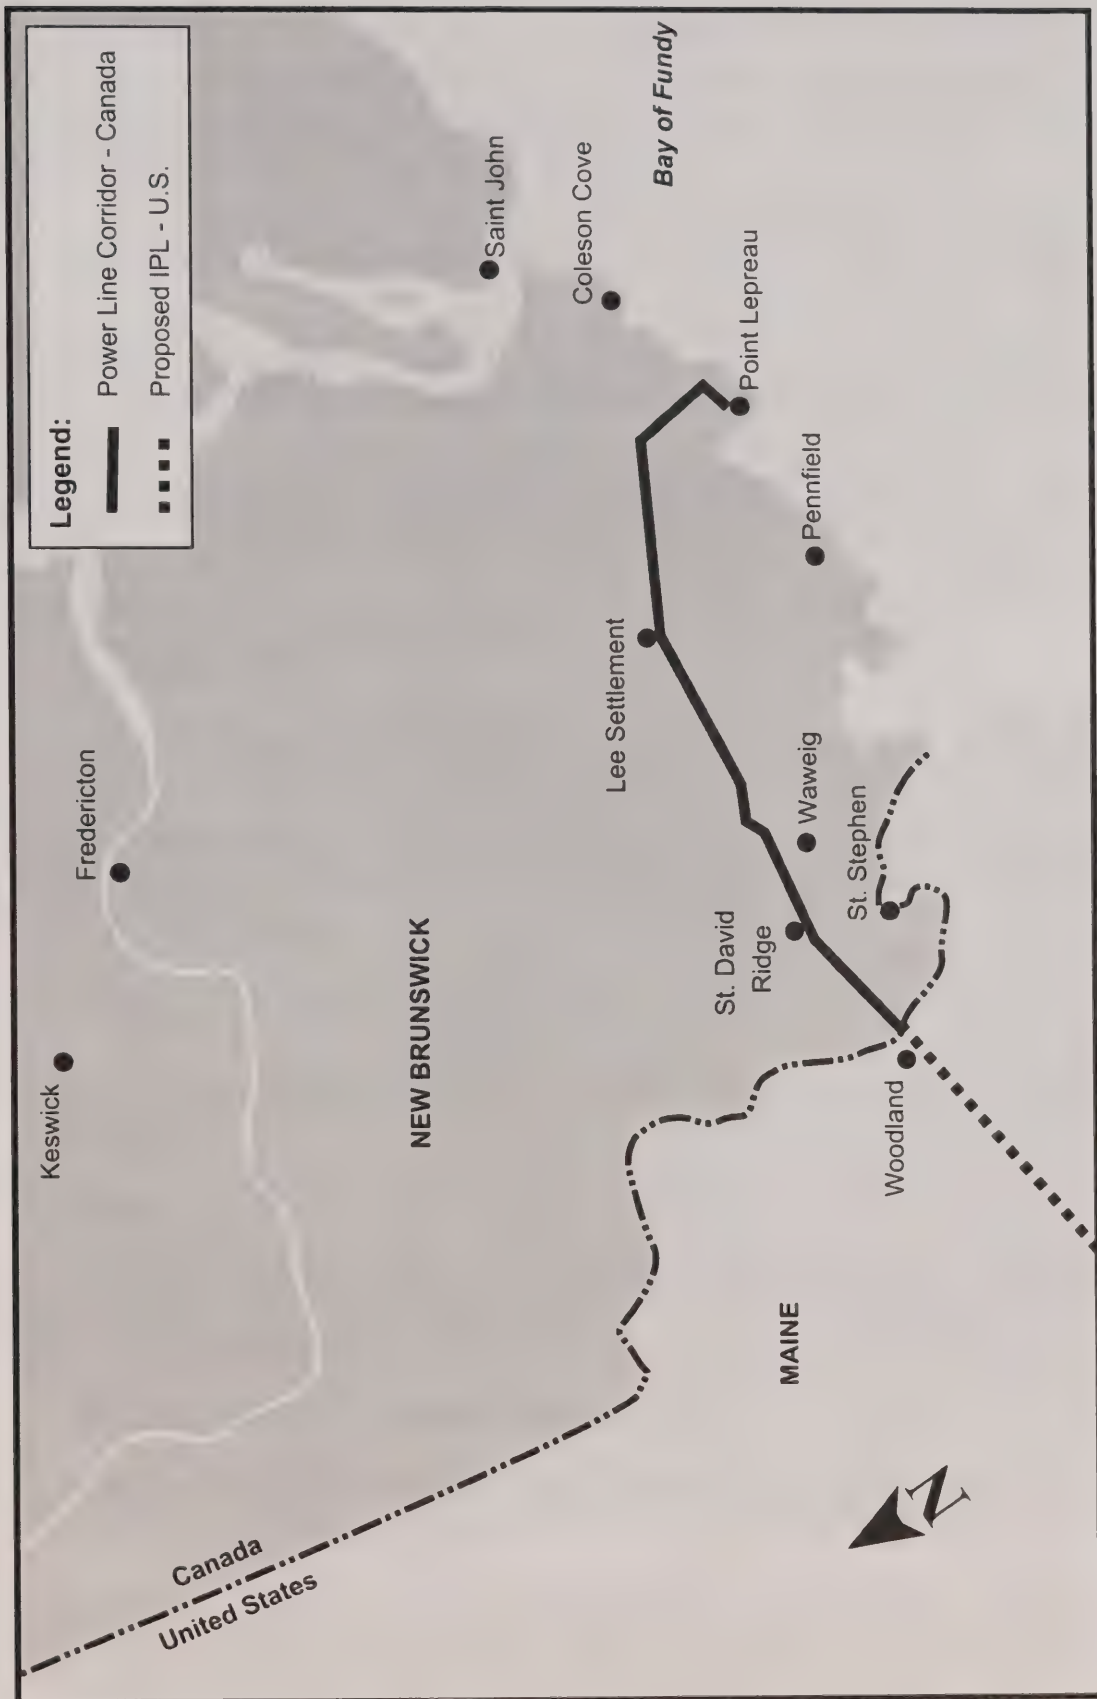 Legend:
Power Line Corridor - Canada
Proposed IPL - U.S.
Keswick
Fredericton
Canada
United States
NEW BRUNSWICK
Saint John
Coleson Cove
Bay of Fundy
Lee Settlement
St. David
Ridge
Point Lepreau
MAINE
Waweig
Pennfield
St. Stephen
Woodland
N